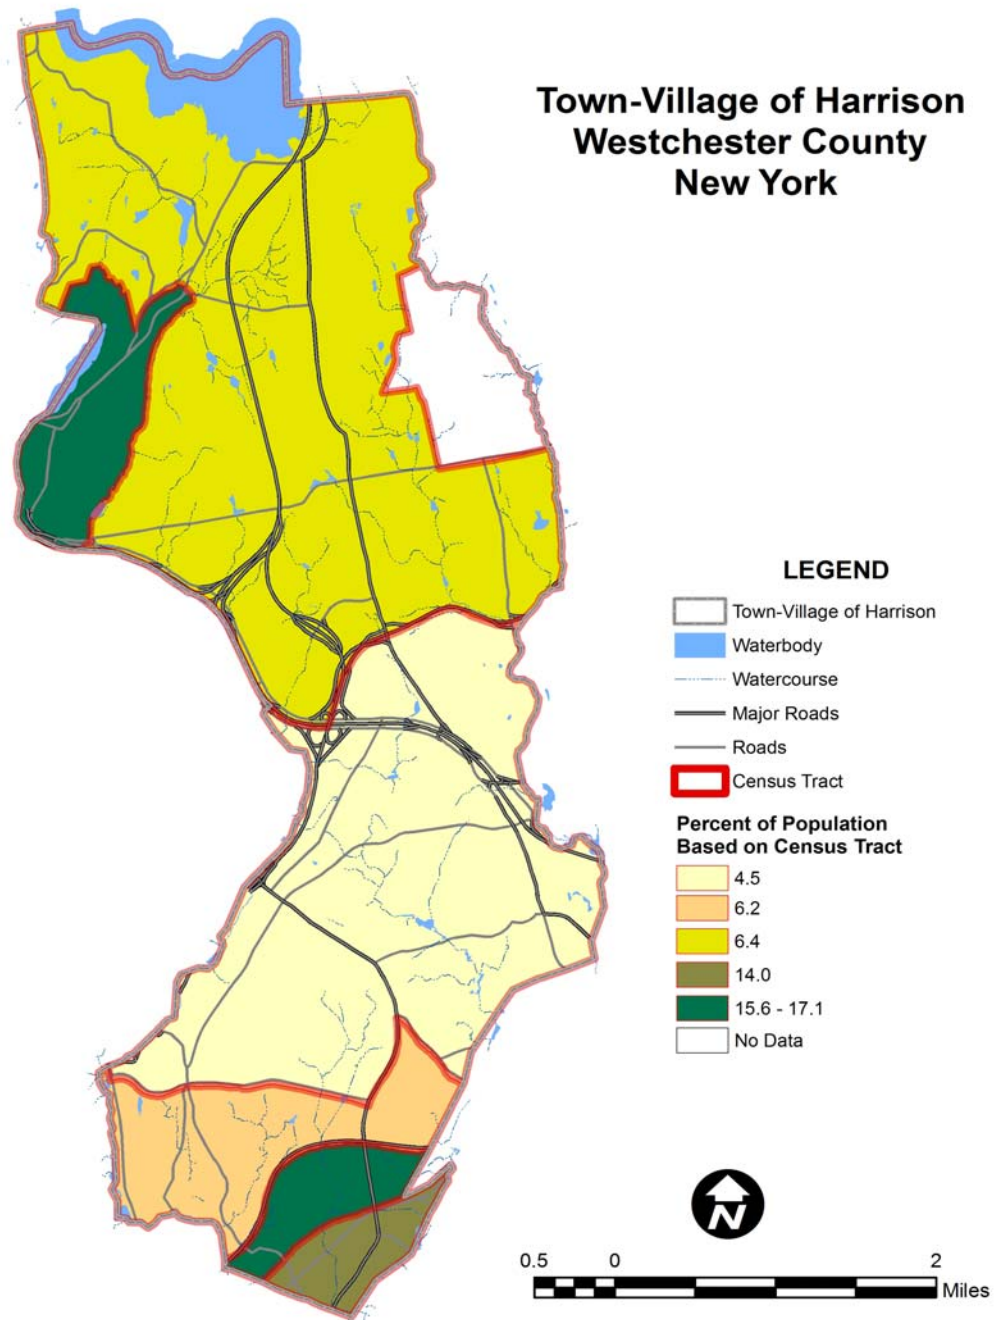 Town-Village of Harrison
Westchester County
New York
LEGEND
Town-Village of Harrison
Waterbody
Watercourse
Major Roads
Roads
Census Tract
Percent of Population
Based on Census Tract
4.5
6.2
6.4
14.0
15.6 - 17.1
No Data
N
0.5 0 2
Miles